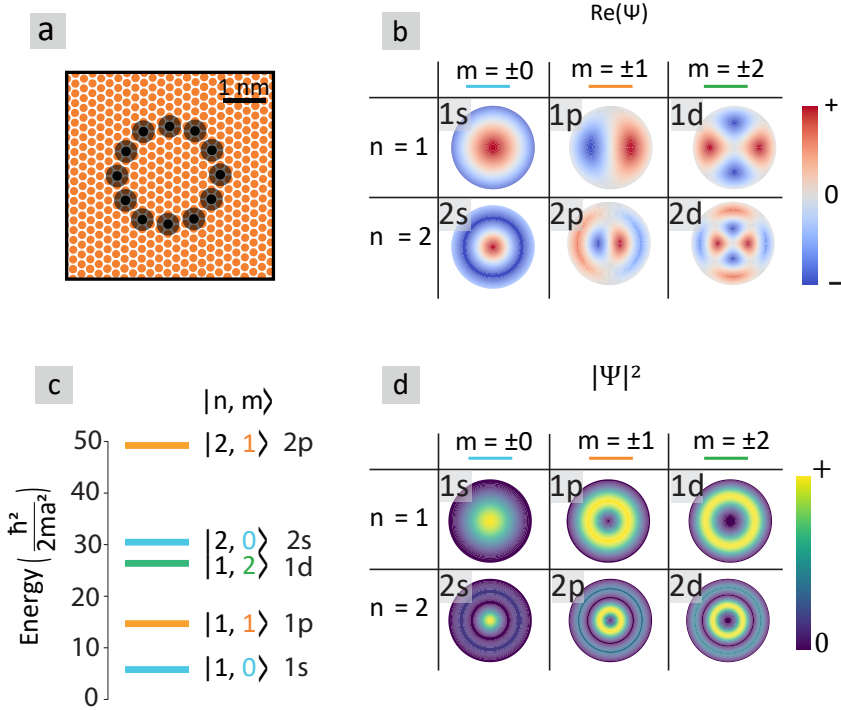 a
1 nm
b
Re(Ψ)
m = ±0
m = ±1
m = ±2
n = 1
1s
1p
1d
n = 2
2s
2p
2d
+
0
−
c
|n, m⟩
Energy (ħ²/2ma²)
50
40
30
20
10
0
|2, 1⟩ 2p
|2, 0⟩ 2s
|1, 2⟩ 1d
|1, 1⟩ 1p
|1, 0⟩ 1s
d
|Ψ|²
m = ±0
m = ±1
m = ±2
n = 1
1s
1p
1d
n = 2
2s
2p
2d
+
0